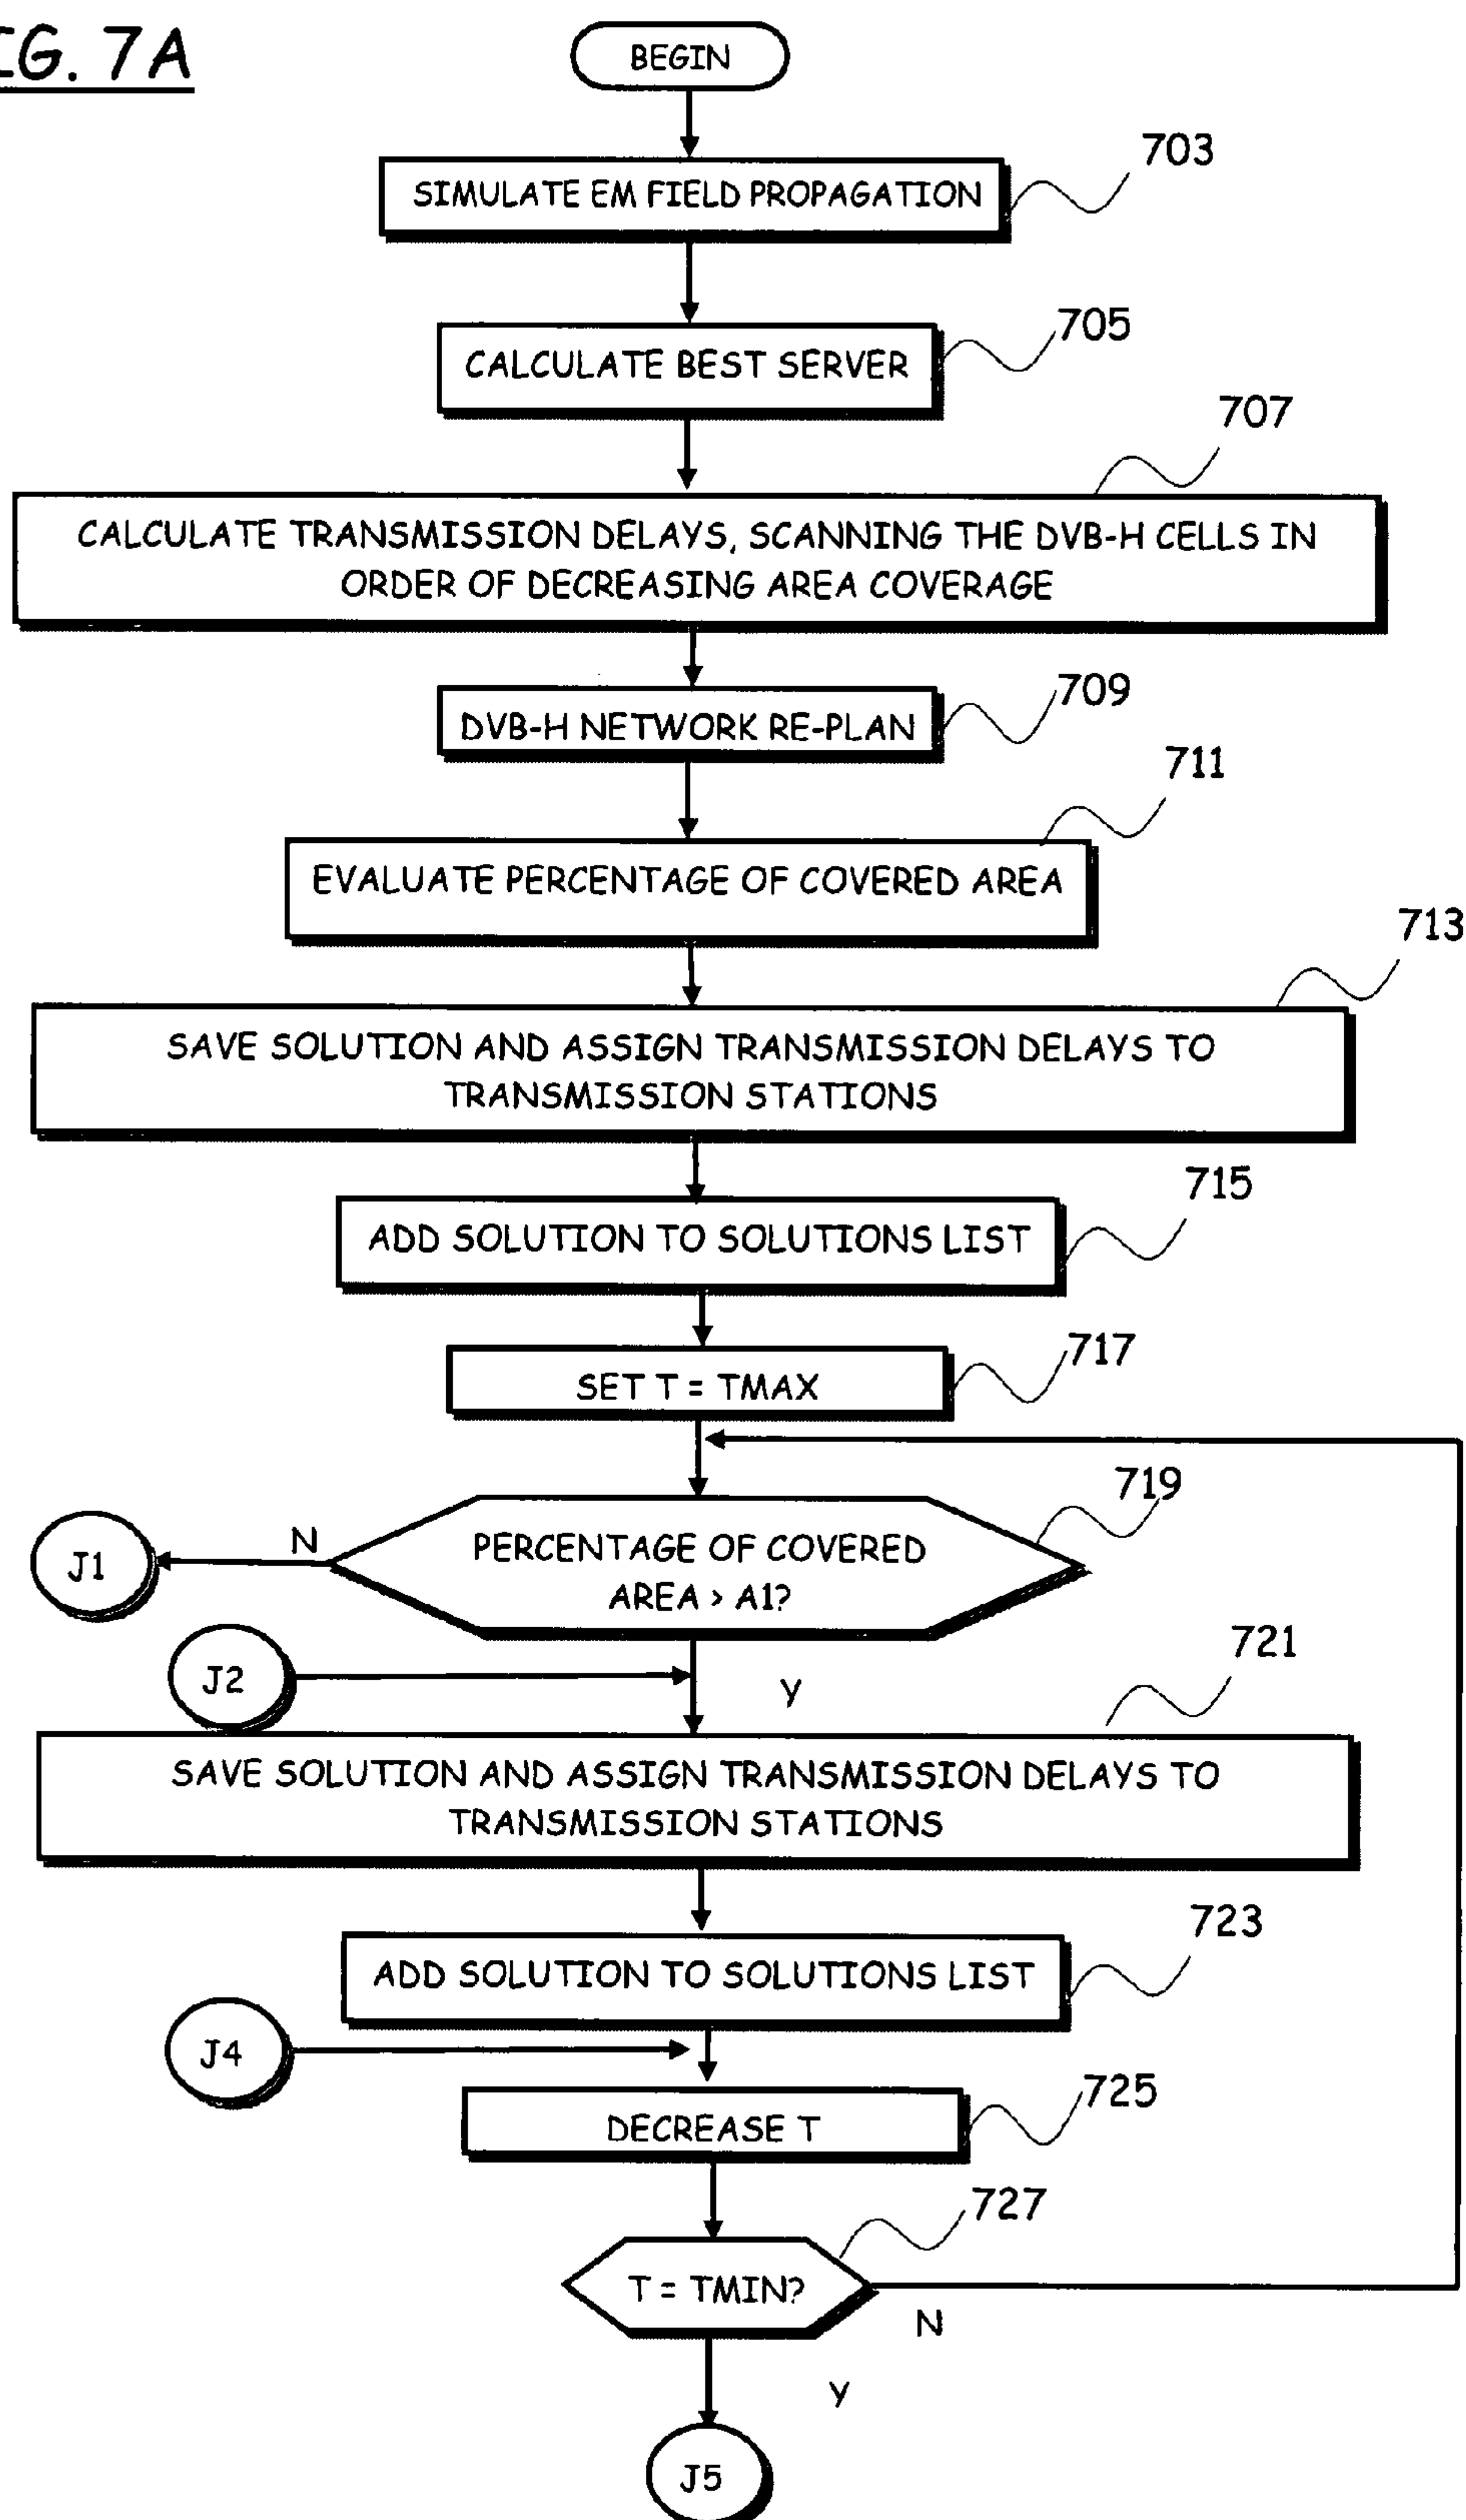 IG. 7A
BEGIN
703
SIMULATE EM FIELD PROPAGATION
705
CALCULATE BEST SERVER
707
CALCULATE TRANSMISSION DELAYS, SCANNING THE DVB-H CELLS IN
ORDER OF DECREASING AREA COVERAGE
709
DVB-H NETWORK RE-PLAN
711
EVALUATE PERCENTAGE OF COVERED AREA
713
SAVE SOLUTION AND ASSIGN TRANSMISSION DELAYS TO
TRANSMISSION STATIONS
715
ADD SOLUTION TO SOLUTIONS LIST
717
SET T = TMAX
719
PERCENTAGE OF COVERED
AREA > A1?
N
J1
J2
Y
721
SAVE SOLUTION AND ASSIGN TRANSMISSION DELAYS TO
TRANSMISSION STATIONS
723
ADD SOLUTION TO SOLUTIONS LIST
J4
725
DECREASE T
727
T = TMIN?
N
Y
J5